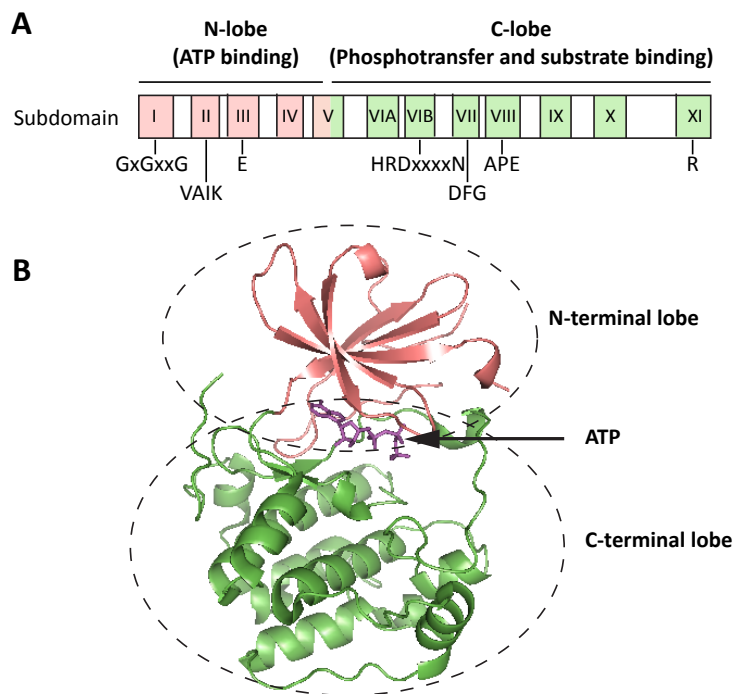 A
N-lobe
(ATP binding)
C-lobe
(Phosphotransfer and substrate binding)
Subdomain I II III IV V VIA VIB VII VIII IX X XI
GxGxxG E HRDxxxxN APE R
VAIK DFG
B
N-terminal lobe
ATP
C-terminal lobe